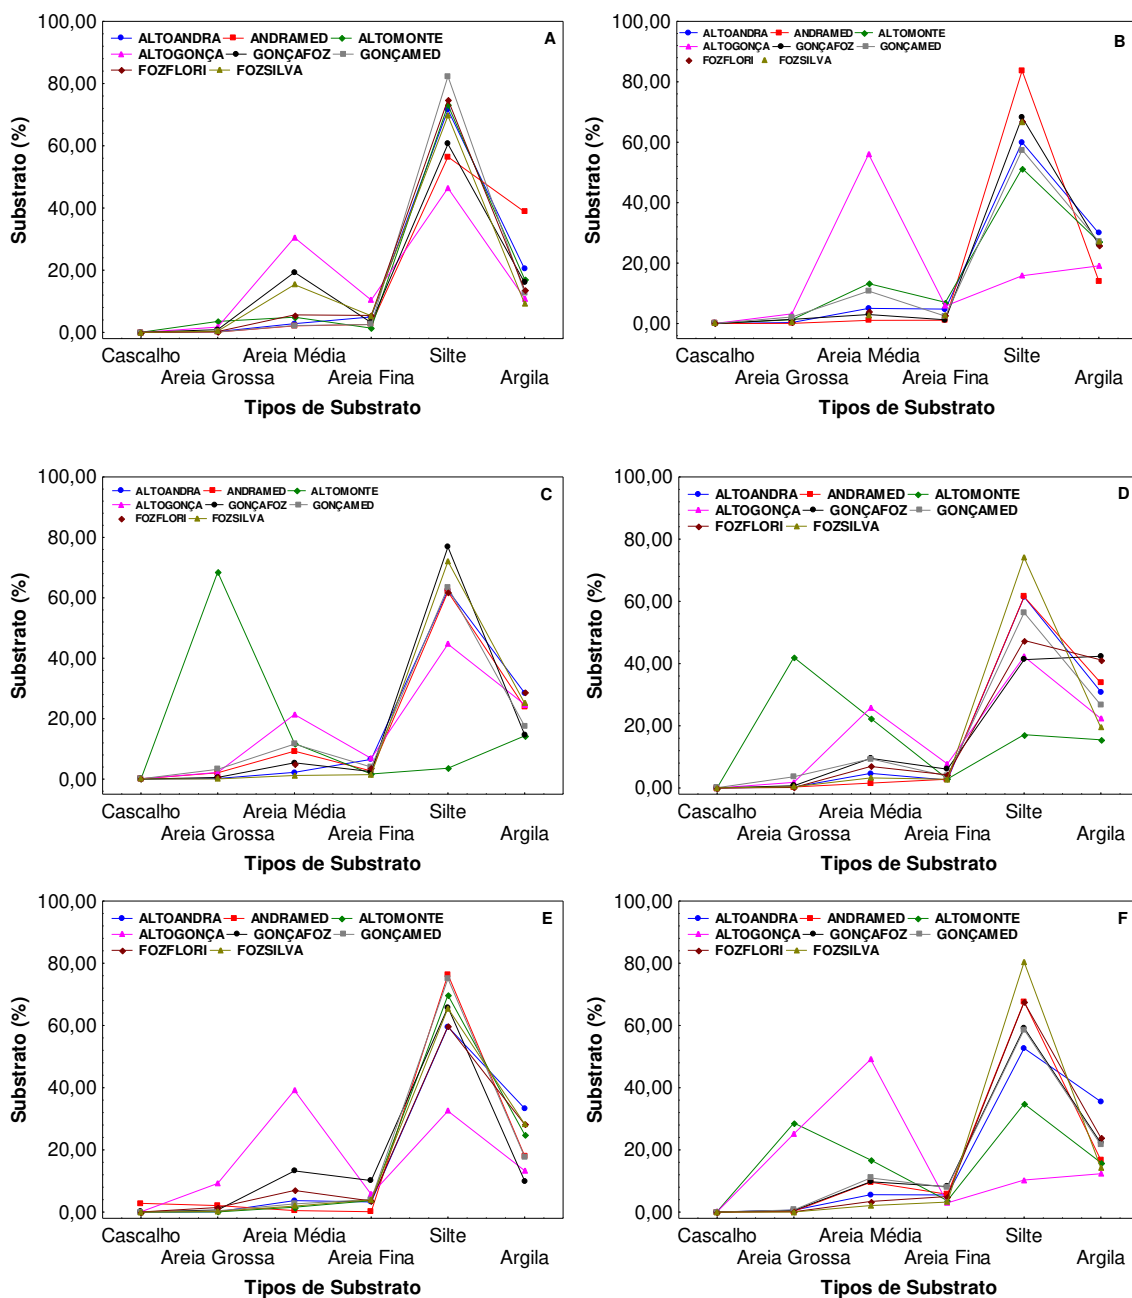 A
ALTOANDRA ANDRAMED ALTOMONTE
ALTOGONÇA GONÇAFOZ GONÇAMED
FOZFLORI FOZSILVA
Substrato (%)
100,00
80,00
60,00
40,00
20,00
0,00
Cascalho Areia Média Silte
Areia Grossa Areia Fina Argila
Tipos de Substrato
B
ALTOANDRA ANDRAMED ALTOMONTE
ALTOGONÇA GONÇAFOZ GONÇAMED
FOZFLORI FOZSILVA
Substrato (%)
100,00
80,00
60,00
40,00
20,00
0,00
Cascalho Areia Média Silte
Areia Grossa Areia Fina Argila
Tipos de Substrato
C
ALTOANDRA ANDRAMED ALTOMONTE
ALTOGONÇA GONÇAFOZ GONÇAMED
FOZFLORI FOZSILVA
Substrato (%)
100,00
80,00
60,00
40,00
20,00
0,00
Cascalho Areia Média Silte
Areia Grossa Areia Fina Argila
Tipos de Substrato
D
ALTOANDRA ANDRAMED ALTOMONTE
ALTOGONÇA GONÇAFOZ GONÇAMED
FOZFLORI FOZSILVA
Substrato (%)
100,00
80,00
60,00
40,00
20,00
0,00
Cascalho Areia Média Silte
Areia Grossa Areia Fina Argila
Tipos de Substrato
E
ALTOANDRA ANDRAMED ALTOMONTE
ALTOGONÇA GONÇAFOZ GONÇAMED
FOZFLORI FOZSILVA
Substrato (%)
100,00
80,00
60,00
40,00
20,00
0,00
Cascalho Areia Média Silte
Areia Grossa Areia Fina Argila
Tipos de Substrato
F
ALTOANDRA ANDRAMED ALTOMONTE
ALTOGONÇA GONÇAFOZ GONÇAMED
FOZFLORI FOZSILVA
Substrato (%)
100,00
80,00
60,00
40,00
20,00
0,00
Cascalho Areia Média Silte
Areia Grossa Areia Fina Argila
Tipos de Substrato